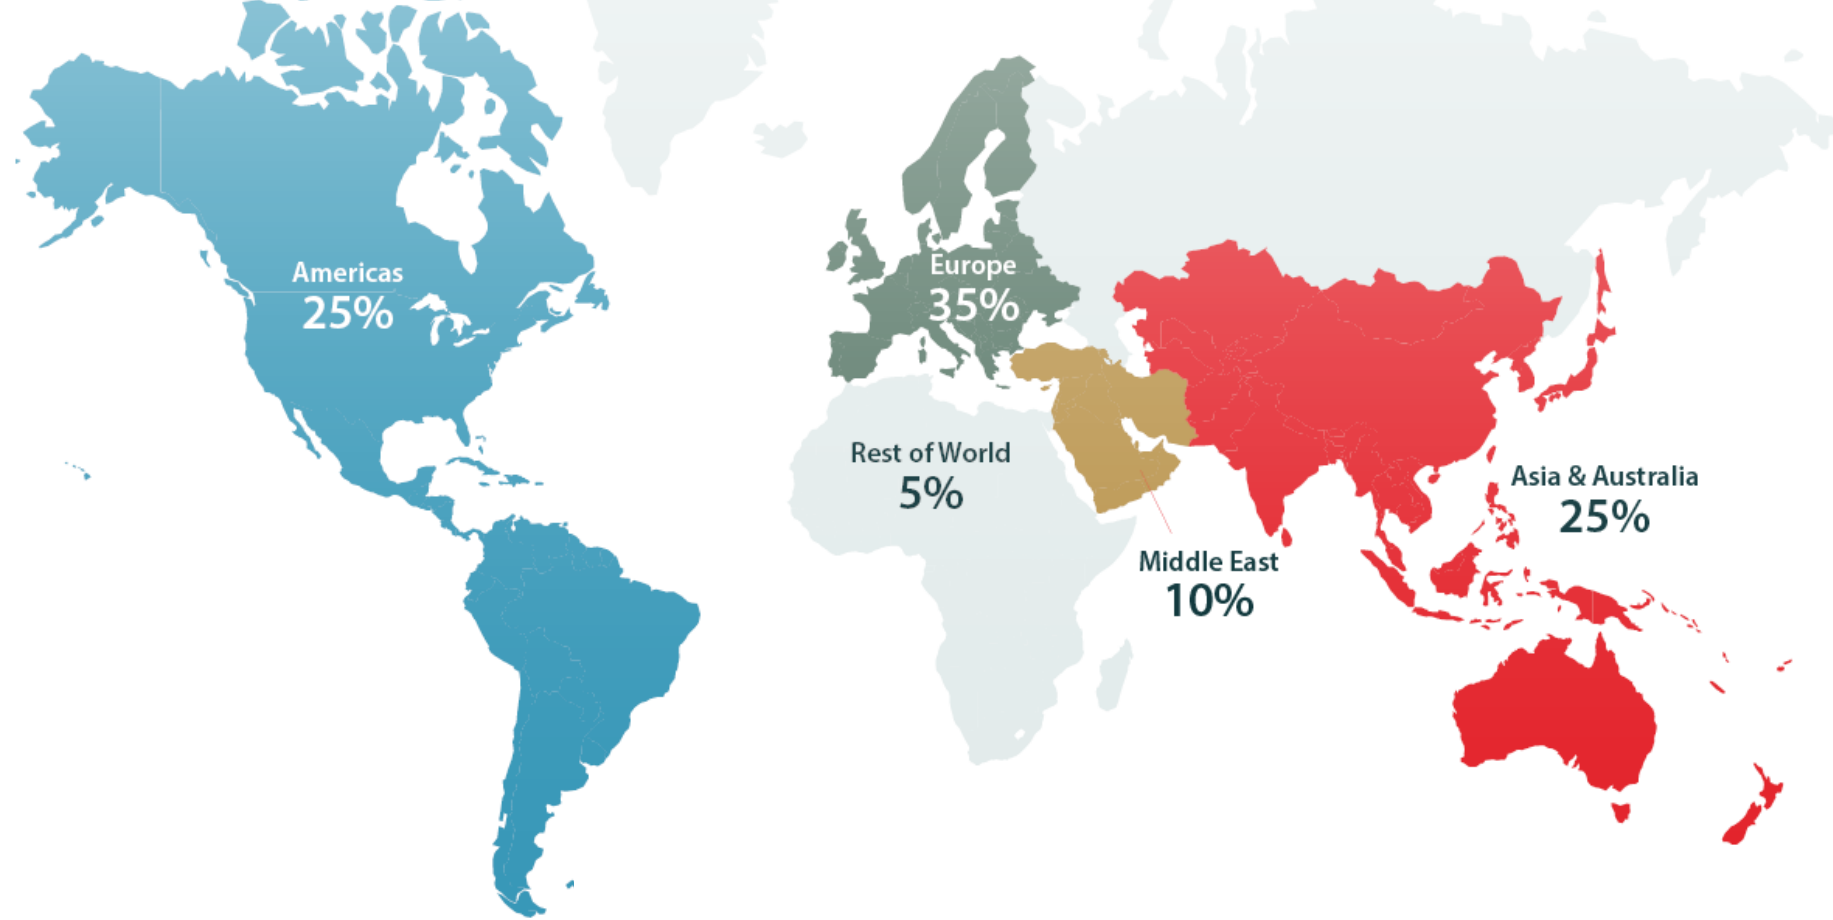 Americas
25%
Europe
35%
Rest of World
5%
Middle East
10%
Asia & Australia
25%